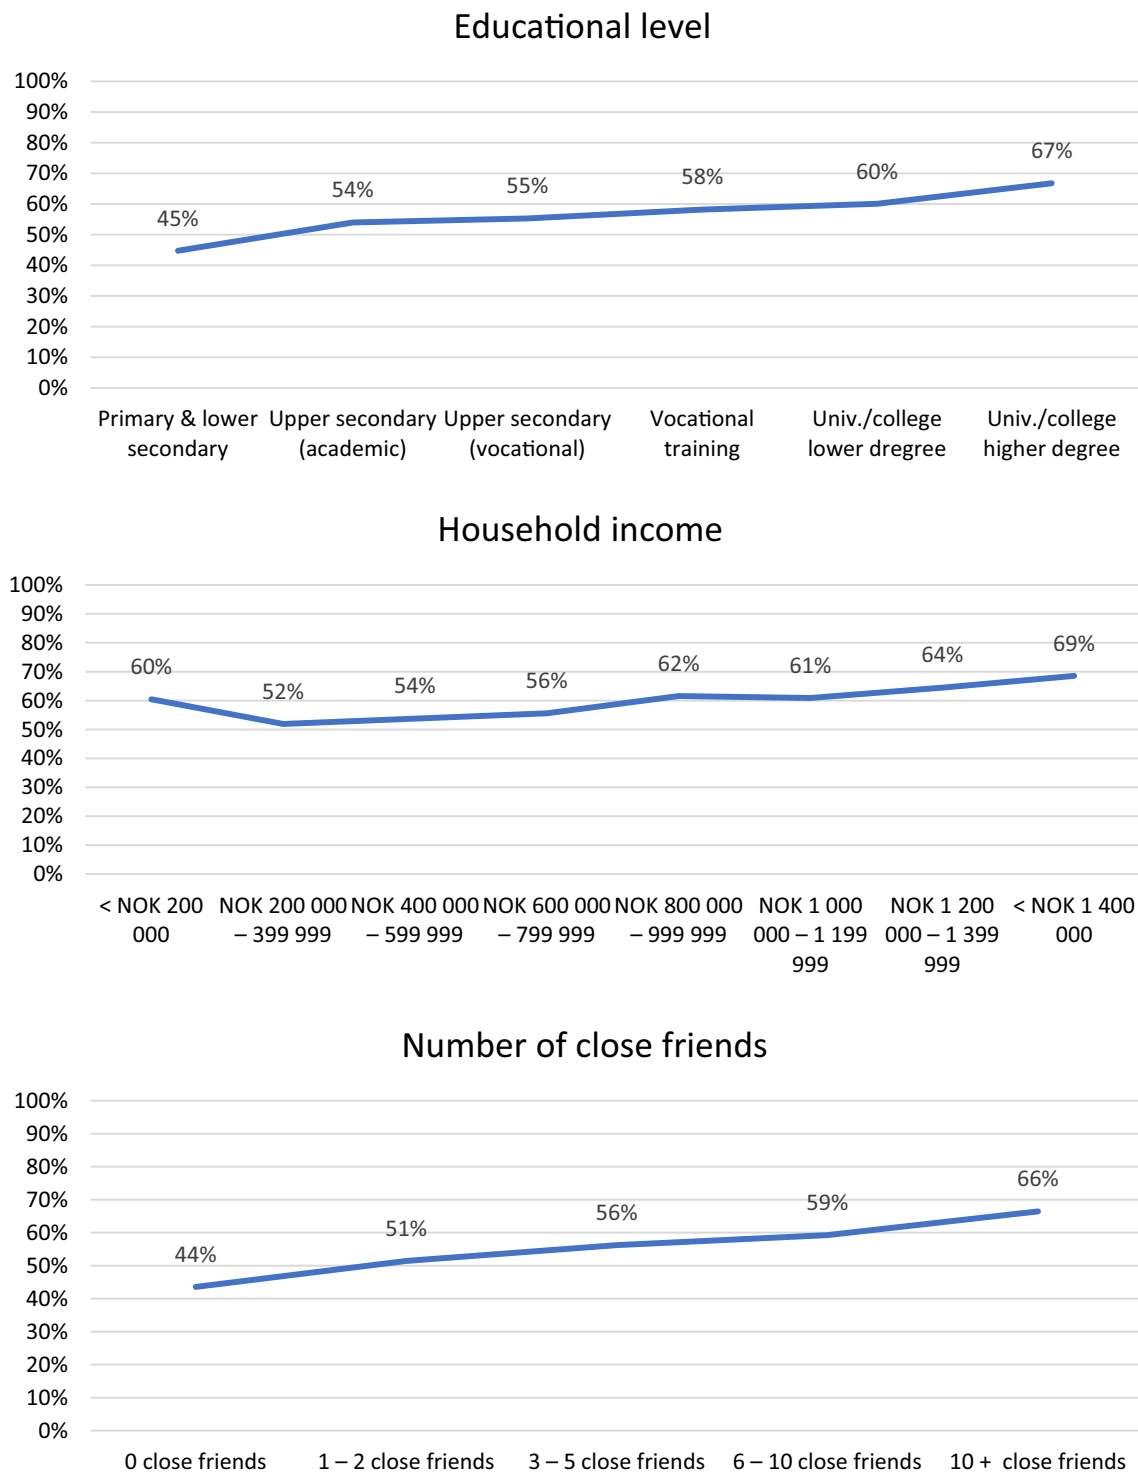 Educational level
100%
90%
80%
70%
60%
50%
40%
30%
20%
10%
0%
45%
54%
55%
58%
60%
67%
Primary & lower
secondary
Upper secondary
(academic)
Upper secondary
(vocational)
Vocational
training
Univ./college
lower dregree
Univ./college
higher degree
Household income
100%
90%
80%
70%
60%
50%
40%
30%
20%
10%
0%
60%
52%
54%
56%
62%
61%
64%
69%
< NOK 200
000
NOK 200 000
– 399 999
NOK 400 000
– 599 999
NOK 600 000
– 799 999
NOK 800 000
– 999 999
NOK 1 000
000 – 1 199
999
NOK 1 200
000 – 1 399
999
< NOK 1 400
000
Number of close friends
100%
90%
80%
70%
60%
50%
40%
30%
20%
10%
0%
44%
51%
56%
59%
66%
0 close friends
1 – 2 close friends
3 – 5 close friends
6 – 10 close friends
10 + close friends